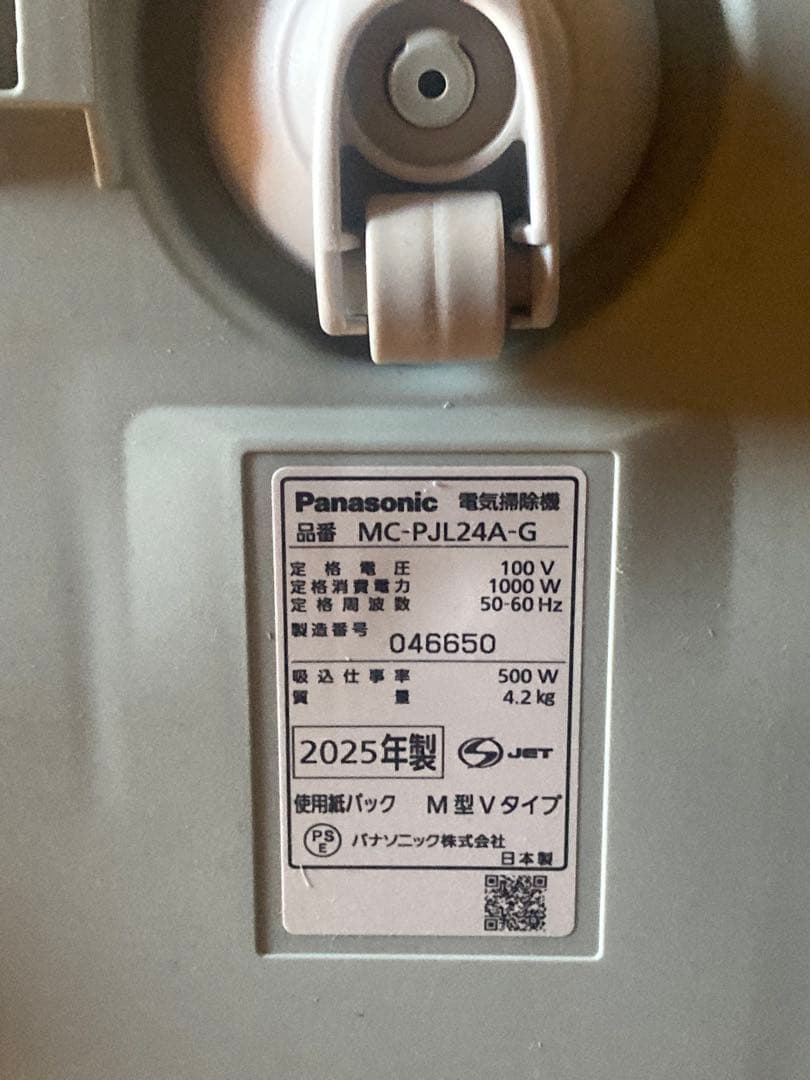 Panasonic 電気掃除機
品番 MC-PJL24A-G
定格電圧 100 V
定格消費電力 1000 W
定格周波数 50-60 Hz
製造番号 046650
吸込仕事率 500 W
質量 4.2 kg
2025年製 JET
使用紙パック M型Vタイプ
PS E パナソニック株式会社
日本製